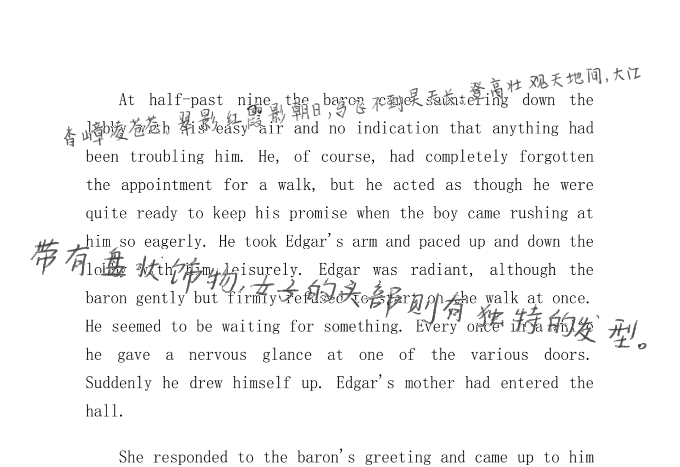 At half-past nine the baron came sauntering down the
香嶂凌苍苍。翠影红霞影朝日,鸟飞不到吴天长。登高壮观天地间,大江
lobby with his easy air and no indication that anything had
been troubling him. He, of course, had completely forgotten
the appointment for a walk, but he acted as though he were
quite ready to keep his promise when the boy came rushing at
him so eagerly. He took Edgar's arm and paced up and down the
带有盘状饰物,女子的头部则有独特的发型。
lobby with him leisurely. Edgar was radiant, although the
baron gently but firmly refused to start on the walk at once.
He seemed to be waiting for something. Every once in a while
he gave a nervous glance at one of the various doors.
Suddenly he drew himself up. Edgar's mother had entered the
hall.
She responded to the baron's greeting and came up to him